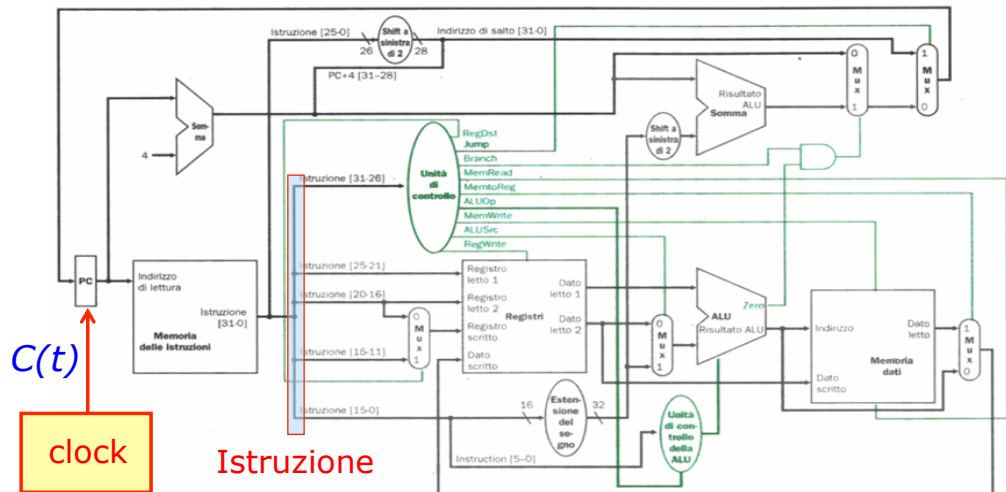 Istruzione [25-0]
26
Shift a
sinistra
di 2
28
Indirizzo di salto [31-0]
PC+4 [31–28]
4
Som-
ma
Shift a
sinistra
di 2
Risultato
ALU
Somma
0
M
u
x
1
1
M
u
x
0
RegDst
Jump
Branch
MemRead
MemtoReg
ALUOp
MemWrite
ALUSrc
RegWrite
Unità
di
controllo
Istruzione [31-26]
PC
Indirizzo
di lettura
Istruzione
[31-0]
Memoria
delle Istruzioni
Istruzione [25-21]
Istruzione [20-16]
Istruzione [16-11]
Istruzione [15-0]
0
M
u
x
1
Registro
letto 1
Registro
letto 2
Registro
scritto
Dato
scritto
Registri
Dato
letto 1
Dato
letto 2
0
M
u
x
1
Zero
ALU
Risultato ALU
Indirizzo
Dato
letto
Memoria
dati
Dato
scritto
1
M
u
x
0
16
Esten-
sione
del
segno
32
Instruction [5–0]
Unità
di con-
trollo
della
ALU
C(t)
clock
Istruzione